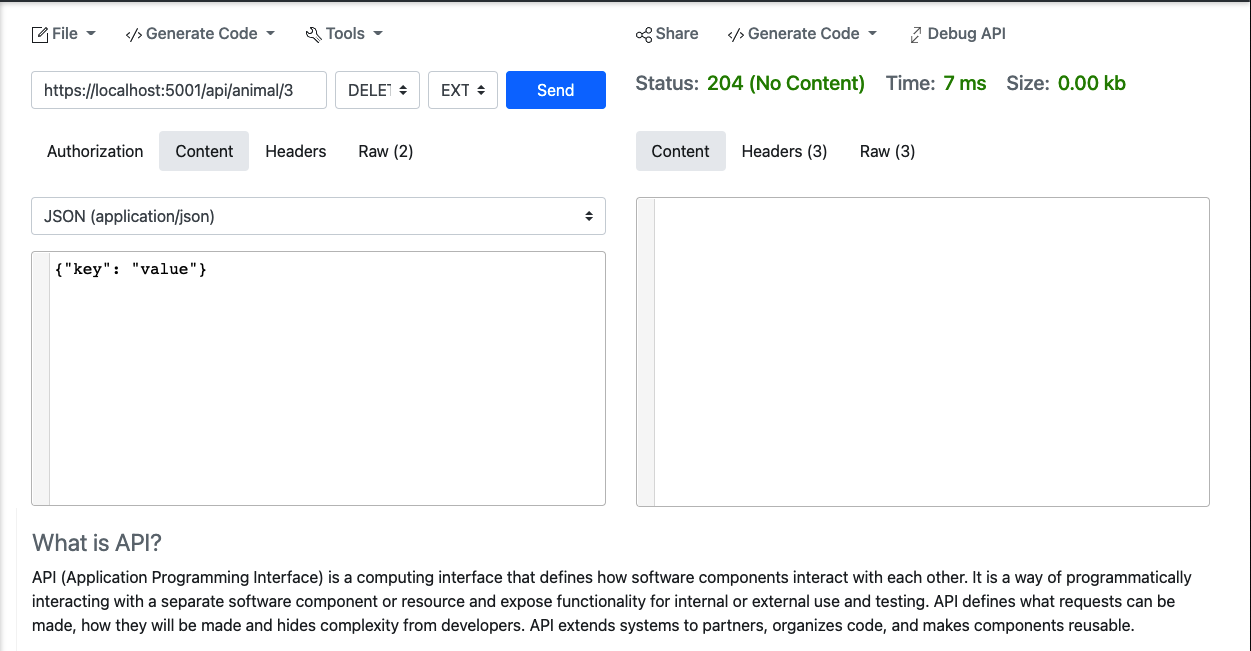 File </> Generate Code Tools Share </> Generate Code Debug API
https://localhost:5001/api/animal/3 DELET EXT Send Status: 204 (No Content) Time: 7 ms Size: 0.00 kb
Authorization Content Headers Raw (2) Content Headers (3) Raw (3)
JSON (application/json)
{"key": "value"}
What is API?
API (Application Programming Interface) is a computing interface that defines how software components interact with each other. It is a way of programmatically
interacting with a separate software component or resource and expose functionality for internal or external use and testing. API defines what requests can be
made, how they will be made and hides complexity from developers. API extends systems to partners, organizes code, and makes components reusable.